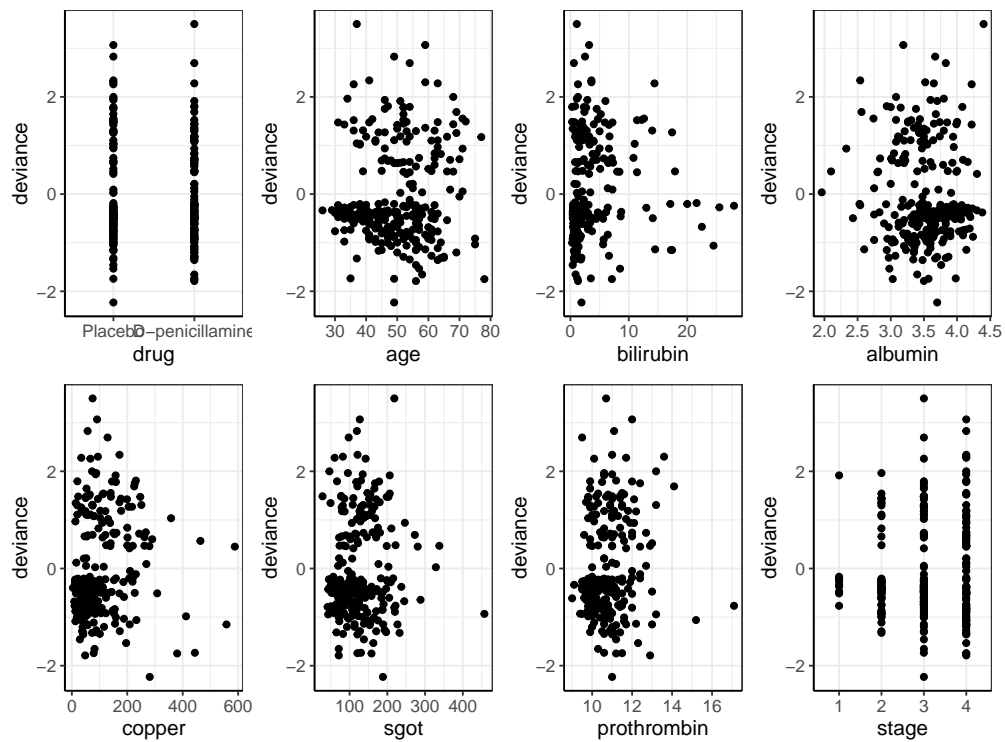 deviance
2
0
−2
Placebo D−penicillamine
drug
deviance
2
0
−2
30 40 50 60 70 80
age
deviance
2
0
−2
0 10 20
bilirubin
deviance
2
0
−2
2.0 2.5 3.0 3.5 4.0 4.5
albumin
deviance
2
0
−2
0 200 400 600
copper
deviance
2
0
−2
100 200 300 400
sgot
deviance
2
0
−2
10 12 14 16
prothrombin
deviance
2
0
−2
1 2 3 4
stage